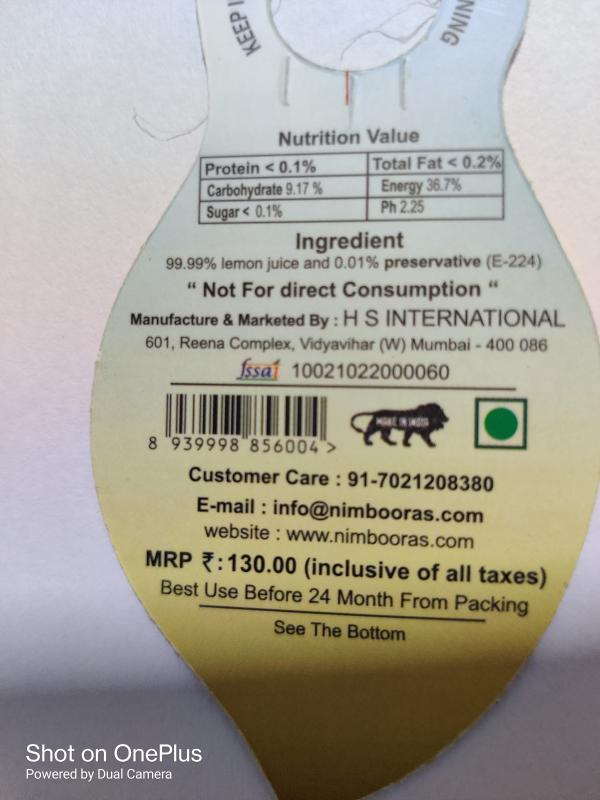 KEEP
NING
Nutrition Value
Protein < 0.1% Total Fat < 0.2%
Carbohydrate 9.17 % Energy 36.7%
Sugar < 0.1% Ph 2.25
Ingredient
99.99% lemon juice and 0.01% preservative (E-224)
“ Not For direct Consumption “
Manufacture & Marketed By : H S INTERNATIONAL
601, Reena Complex, Vidyavihar (W) Mumbai - 400 086
fssai 10021022000060
MAKE IN INDIA
8 939998 856004 >
Customer Care : 91-7021208380
E-mail : info@nimbooras.com
website : www.nimbooras.com
MRP ₹:130.00 (inclusive of all taxes)
Best Use Before 24 Month From Packing
See The Bottom
Shot on OnePlus
Powered by Dual Camera